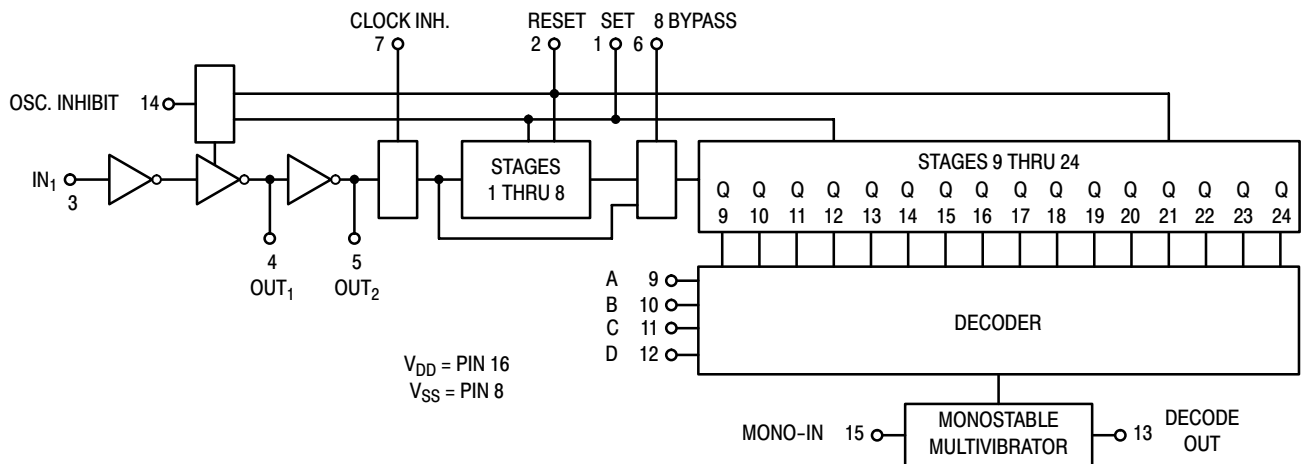 CLOCK INH.
7
RESET
2
SET
1
8 BYPASS
6
OSC. INHIBIT 14
IN1
3
STAGES
1 THRU 8
STAGES 9 THRU 24
Q Q Q Q Q Q Q Q Q Q Q Q Q Q Q Q
9 10 11 12 13 14 15 16 17 18 19 20 21 22 23 24
4
OUT1
5
OUT2
A 9
B 10
C 11
D 12
DECODER
VDD = PIN 16
VSS = PIN 8
MONO-IN 15
MONOSTABLE
MULTIVIBRATOR
13 DECODE
OUT